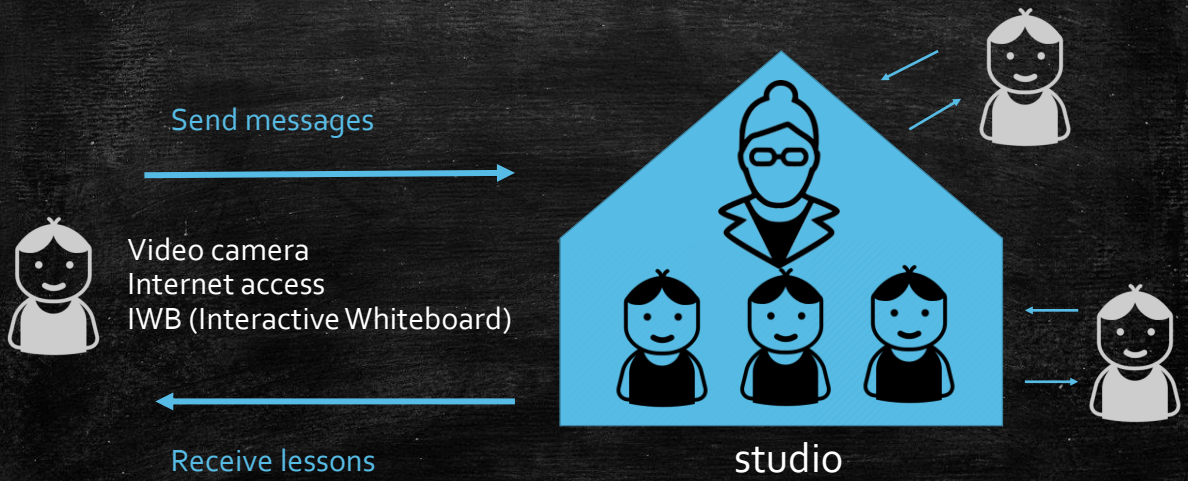 Send messages
Video camera
Internet access
IWB (Interactive Whiteboard)
Receive lessons
studio